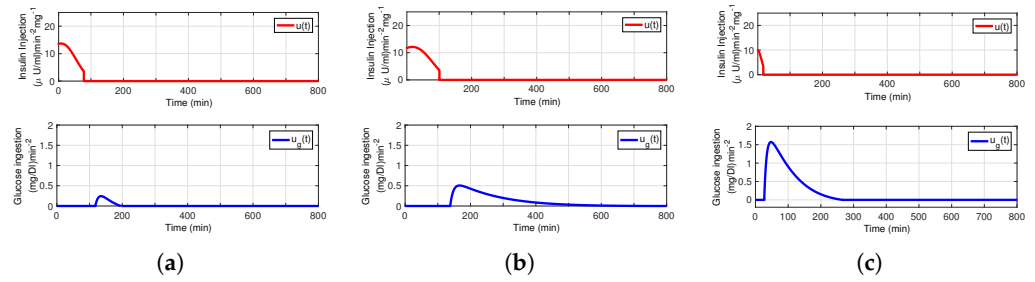 Insulin Injection
(μ U/ml)min-2mg-1
20
10
0
u(t)
0 200 400 600 800
Time (min)
Glucose ingestion
(mg/Dl)min-2
2
1.5
1
0.5
0
u_g(t)
0 200 400 600 800
Time (min)
(a)
Insulin Injection
(μ U/ml)min-2mg-1
20
10
0
u(t)
0 200 400 600 800
Time (min)
Glucose ingestion
(mg/Dl)min-2
2
1.5
1
0.5
0
u_g(t)
0 200 400 600 800
Time (min)
(b)
Insulin Injection
(μ U/ml)min-2mg-1
20
10
0
u(t)
0 200 400 600 800
Time (min)
Glucose ingestion
(mg/Dl)min-2
2
1.5
1
0.5
0
u_g(t)
0 100 200 300 400 500 600 700 800
Time (min)
(c)